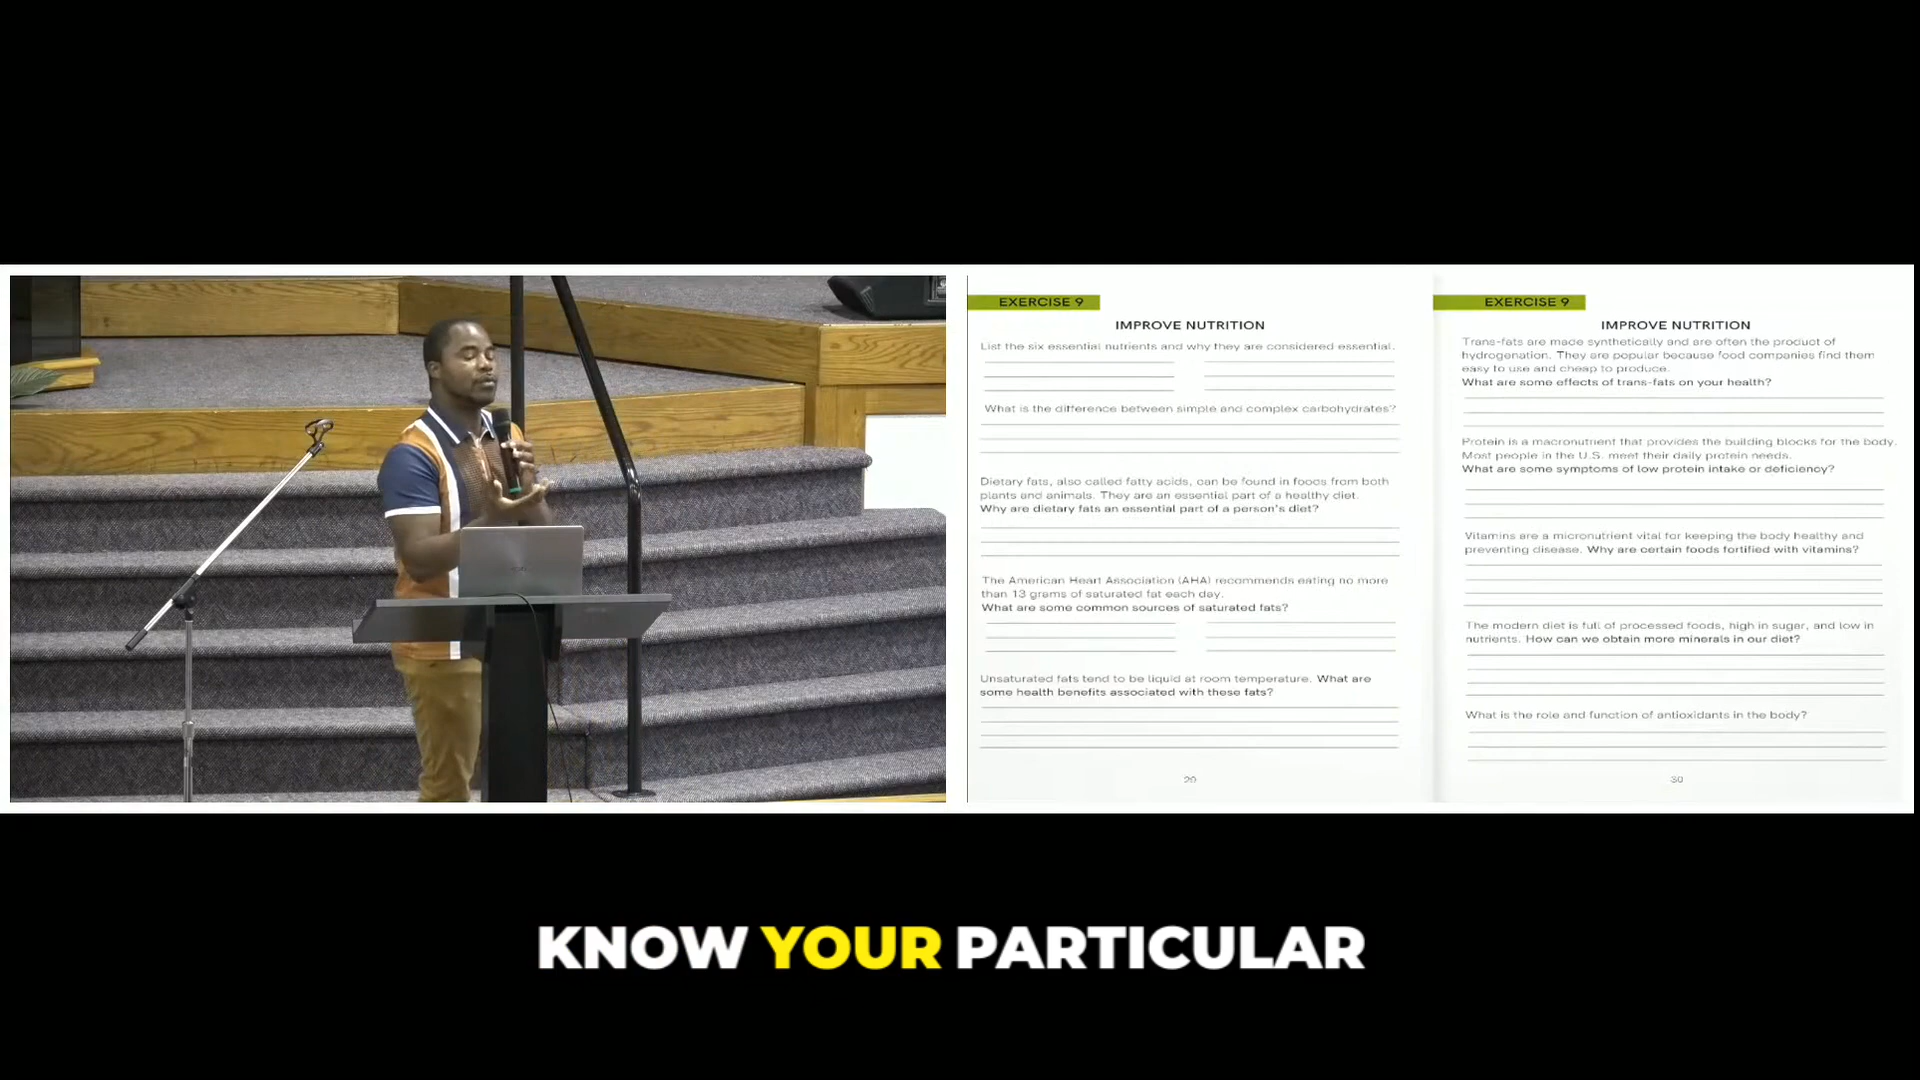 EXERCISE 9
IMPROVE NUTRITION
List the six essential nutrients and why they are considered essential.
What is the difference between simple and complex carbohydrates?
Dietary fats, also called fatty acids, can be found in foods from both
plants and animals. They are an essential part of a healthy diet.
Why are dietary fats an essential part of a person's diet?
The American Heart Association (AHA) recommends eating no more
than 13 grams of saturated fat each day.
What are some common sources of saturated fats?
Unsaturated fats tend to be liquid at room temperature. What are
some health benefits associated with these fats?
29
EXERCISE 9
IMPROVE NUTRITION
Trans-fats are made synthetically and are often the product of
hydrogenation. They are popular because food companies find them
easy to use and cheap to produce.
What are some effects of trans-fats on your health?
Protein is a macronutrient that provides the building blocks for the body.
Most people in the U.S. meet their daily protein needs.
What are some symptoms of low protein intake or deficiency?
Vitamins are a micronutrient vital for keeping the body healthy and
preventing disease. Why are certain foods fortified with vitamins?
The modern diet is full of processed foods, high in sugar, and low in
nutrients. How can we obtain more minerals in our diet?
What is the role and function of antioxidants in the body?
30
KNOW YOUR PARTICULAR